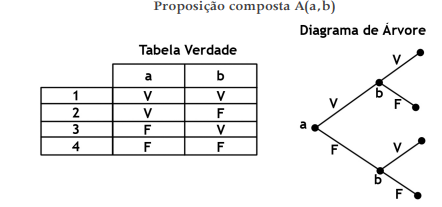 Proposição composta A(a,b)
Tabela Verdade
a b
1 V V
2 V F
3 F V
4 F F
Diagrama de Árvore
V
b
V F
a
F V
b
F